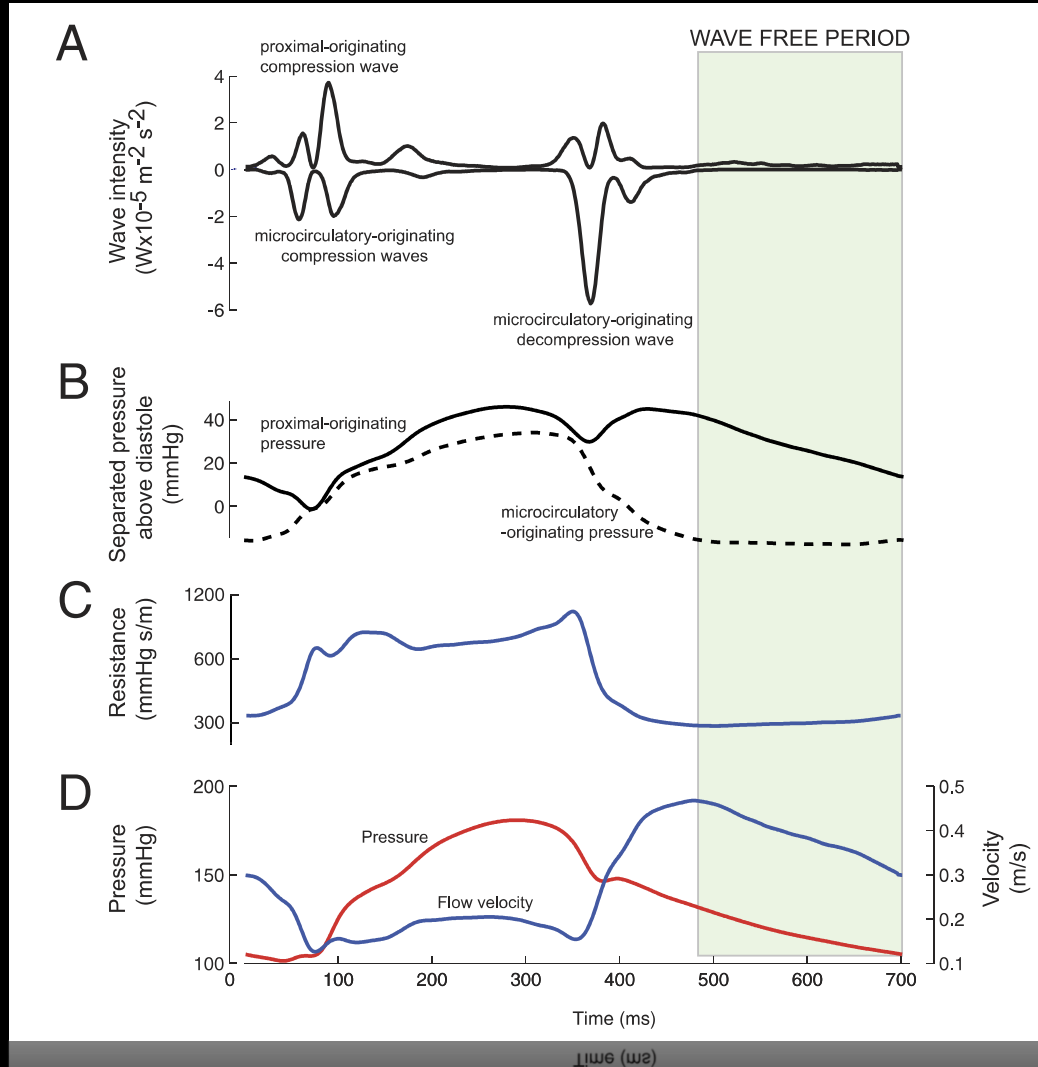 A
WAVE FREE PERIOD
proximal-originating
compression wave
Wave intensity
(Wx10-5 m-2 s-2)
4
2
0
-2
-4
-6
microcirculatory-originating
compression waves
microcirculatory-originating
decompression wave
B
Separated pressure
above diastole
(mmHg)
40
20
0
proximal-originating
pressure
microcirculatory
-originating pressure
C
Resistance
(mmHg s/m)
1200
600
300
D
Pressure
(mmHg)
200
150
100
Pressure
Flow velocity
0.5
0.4
0.3
0.2
0.1
Velocity
(m/s)
0 100 200 300 400 500 600 700
Time (ms)
Time (ms)